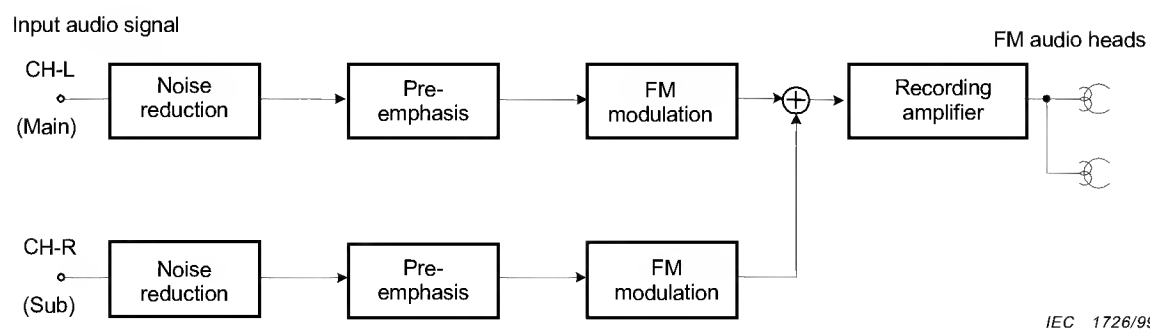 Input audio signal
FM audio heads
CH-L
(Main)
Noise
reduction
Pre-
emphasis
FM
modulation
Recording
amplifier
CH-R
(Sub)
Noise
reduction
Pre-
emphasis
FM
modulation
IEC 1726/99